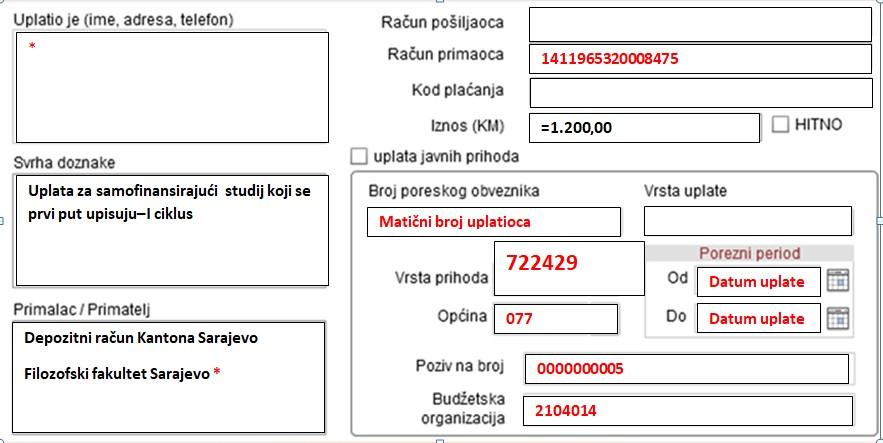 Uplatio je (ime, adresa, telefon)
*
Svrha doznake
Uplata za samofinansirajući studij koji se
prvi put upisuju–I ciklus
Primalac / Primatelj
Depozitni račun Kantona Sarajevo
Filozofski fakultet Sarajevo *
Račun pošiljaoca
Račun primaoca 1411965320008475
Kod plaćanja
Iznos (KM) =1.200,00 HITNO
uplata javnih prihoda
Broj poreskog obveznika
Matični broj uplatioca
Vrsta uplate
Vrsta prihoda 722429
Općina 077
Porezni period
Od Datum uplate
Do Datum uplate
Poziv na broj 0000000005
Budžetska
organizacija 2104014